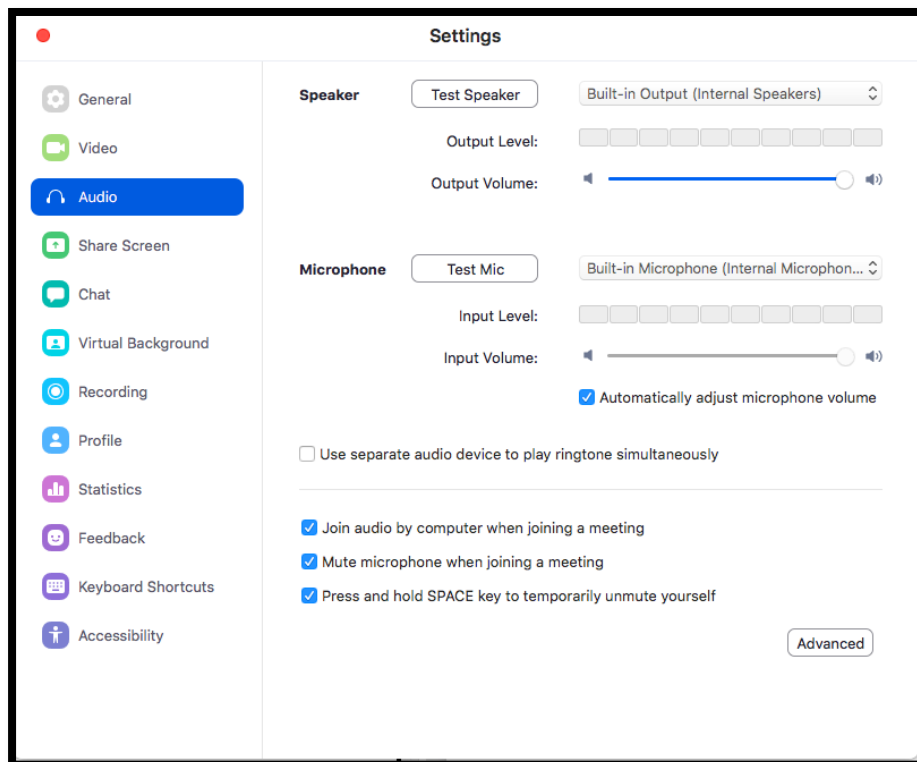 Settings
General
Video
Audio
Share Screen
Chat
Virtual Background
Recording
Profile
Statistics
Feedback
Keyboard Shortcuts
Accessibility
Speaker Test Speaker Built-in Output (Internal Speakers)
Output Level:
Output Volume:
Microphone Test Mic Built-in Microphone (Internal Microphon...
Input Level:
Input Volume:
Automatically adjust microphone volume
Use separate audio device to play ringtone simultaneously
Join audio by computer when joining a meeting
Mute microphone when joining a meeting
Press and hold SPACE key to temporarily unmute yourself
Advanced